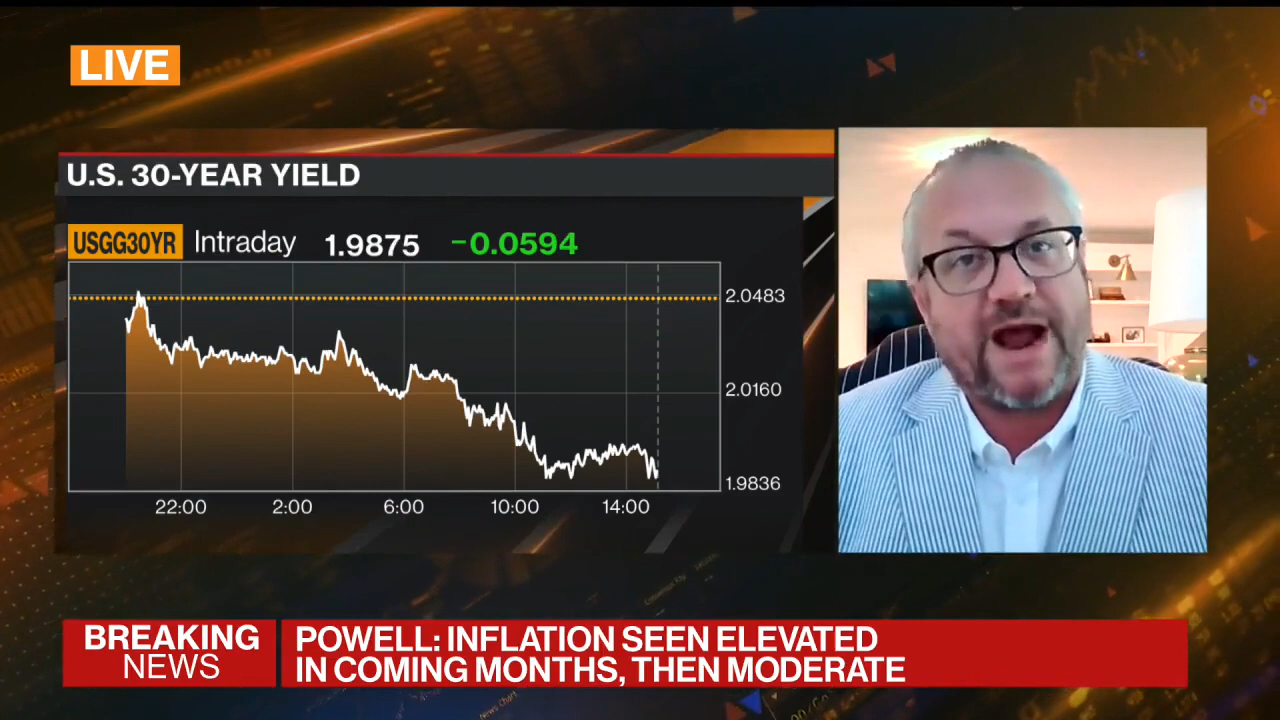 LIVE
U.S. 30-YEAR YIELD
USGG30YR Intraday 1.9875 -0.0594
2.0483
2.0160
1.9836
22:00 2:00 6:00 10:00 14:00
BREAKING
NEWS
POWELL: INFLATION SEEN ELEVATED
IN COMING MONTHS, THEN MODERATE